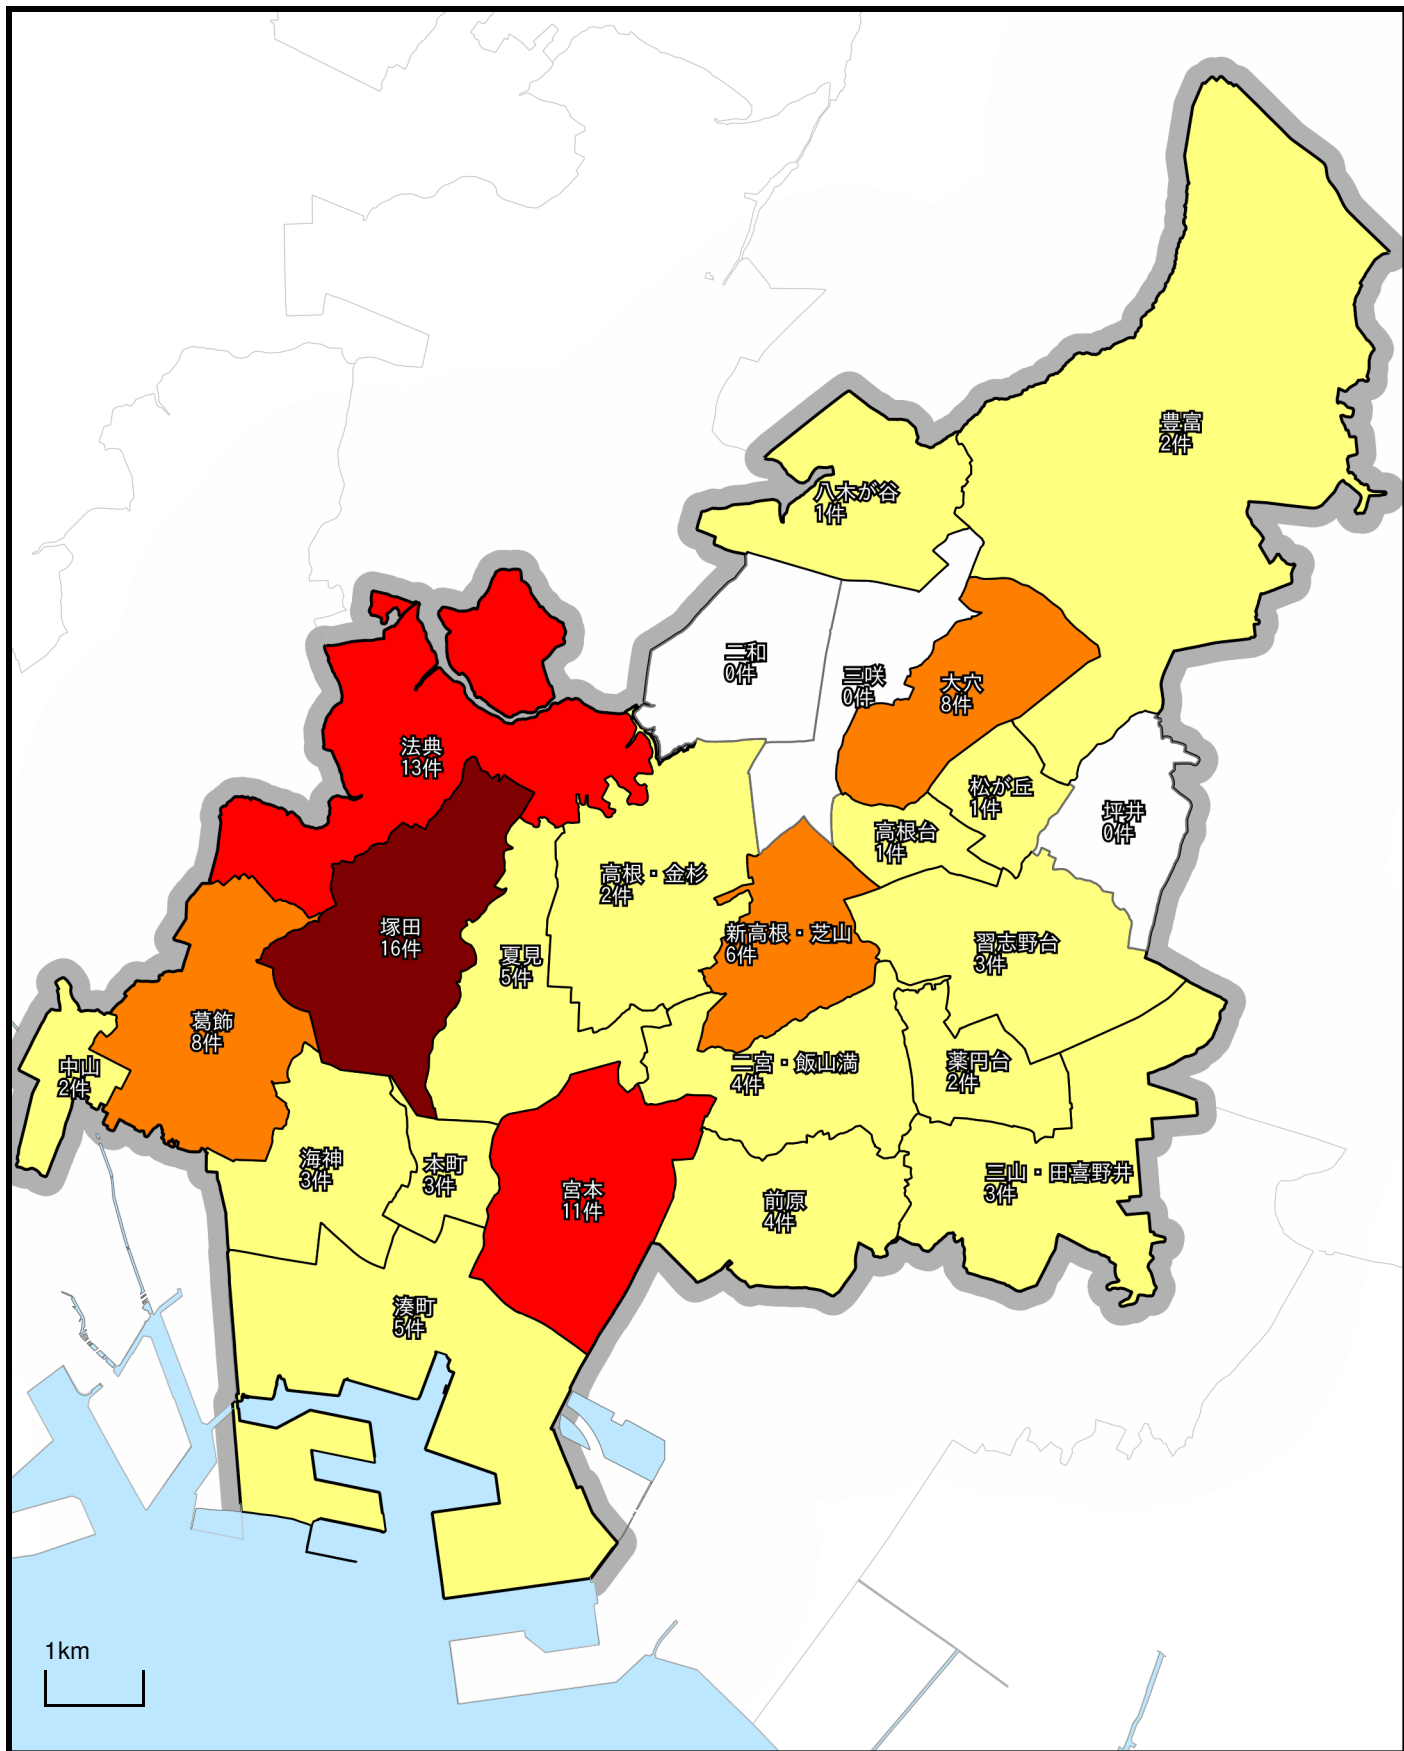 豊富
2件
八木が谷
1件
二和
0件
三咲
0件
大穴
8件
法典
13件
松が丘
1件
坪井
0件
高根台
1件
高根・金杉
2件
塚田
16件
新高根・芝山
6件
習志野台
3件
夏見
5件
葛飾
8件
中山
2件
二宮・飯山満
4件
薬円台
2件
海神
3件
本町
3件
宮本
11件
前原
4件
三山・田喜野井
3件
湊町
5件
1km